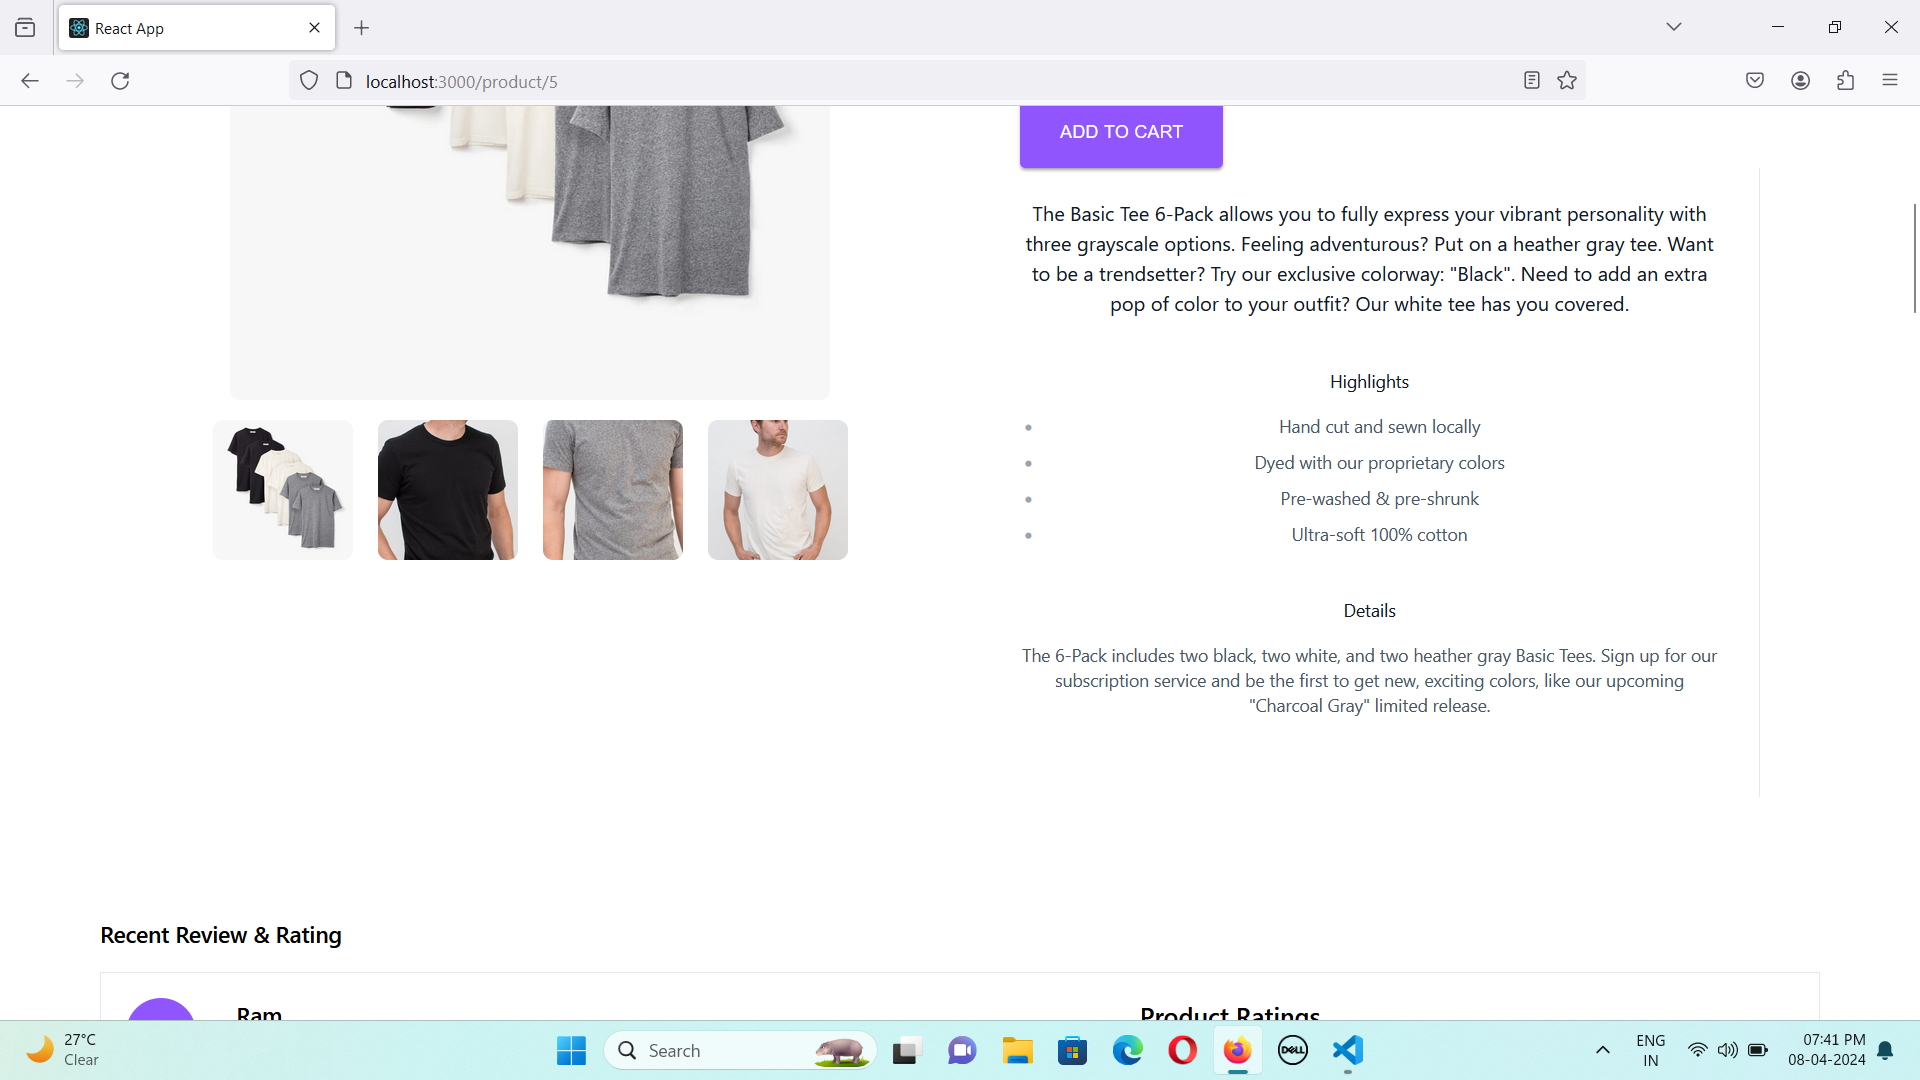 React App
localhost:3000/product/5
ADD TO CART
The Basic Tee 6-Pack allows you to fully express your vibrant personality with
three grayscale options. Feeling adventurous? Put on a heather gray tee. Want
to be a trendsetter? Try our exclusive colorway: "Black". Need to add an extra
pop of color to your outfit? Our white tee has you covered.
Highlights
Hand cut and sewn locally
Dyed with our proprietary colors
Pre-washed & pre-shrunk
Ultra-soft 100% cotton
Details
The 6-Pack includes two black, two white, and two heather gray Basic Tees. Sign up for our
subscription service and be the first to get new, exciting colors, like our upcoming
"Charcoal Gray" limited release.
Recent Review & Rating
Ram
Product Ratings
27°C
Clear
Search
DELL
ENG
IN
07:41 PM
08-04-2024